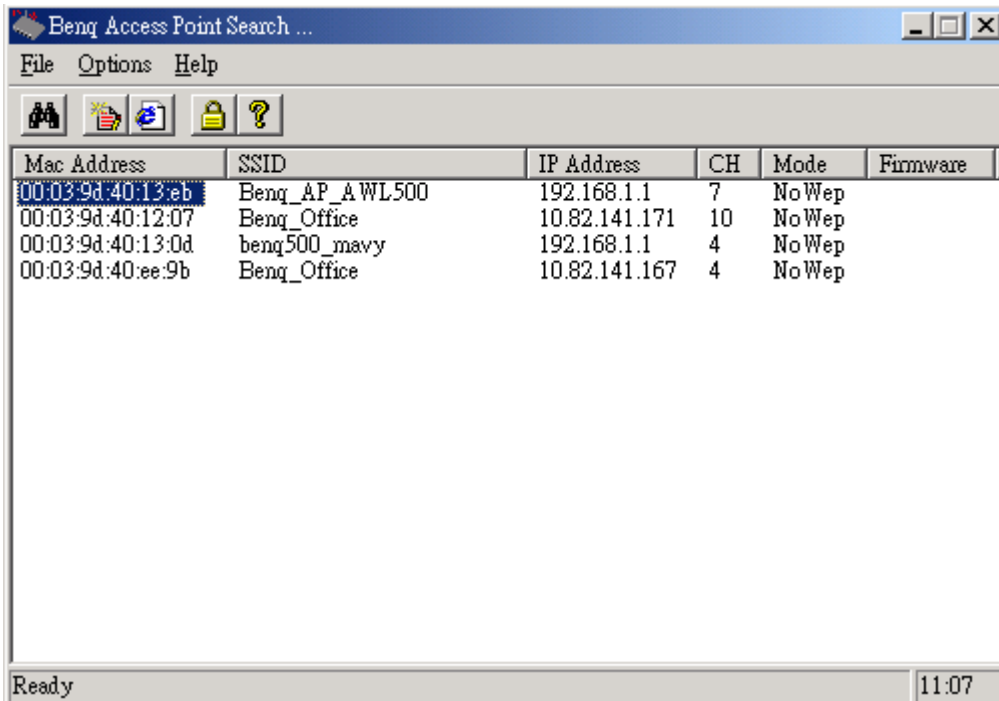 Benq Access Point Search ...
File Options Help
Mac Address SSID IP Address CH Mode Firmware
00:03:9d:40:13:eb Benq_AP_AWL500 192.168.1.1 7 NoWep
00:03:9d:40:12:07 Benq_Office 10.82.141.171 10 NoWep
00:03:9d:40:13:0d benq500_mavy 192.168.1.1 4 NoWep
00:03:9d:40:ee:9b Benq_Office 10.82.141.167 4 NoWep
Ready 11:07